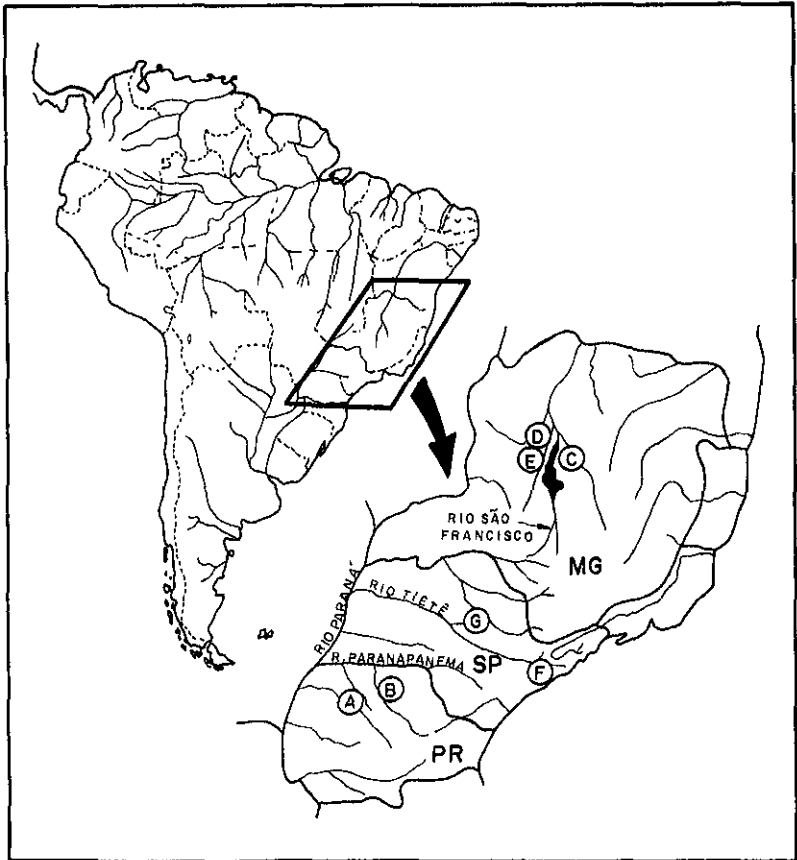 D
E
C
RIO SÃO
FRANCISCO
MG
RIO PARANÁ
RIO TIETÊ
G
R. PARANAPANEMA
SP
F
A
B
PR